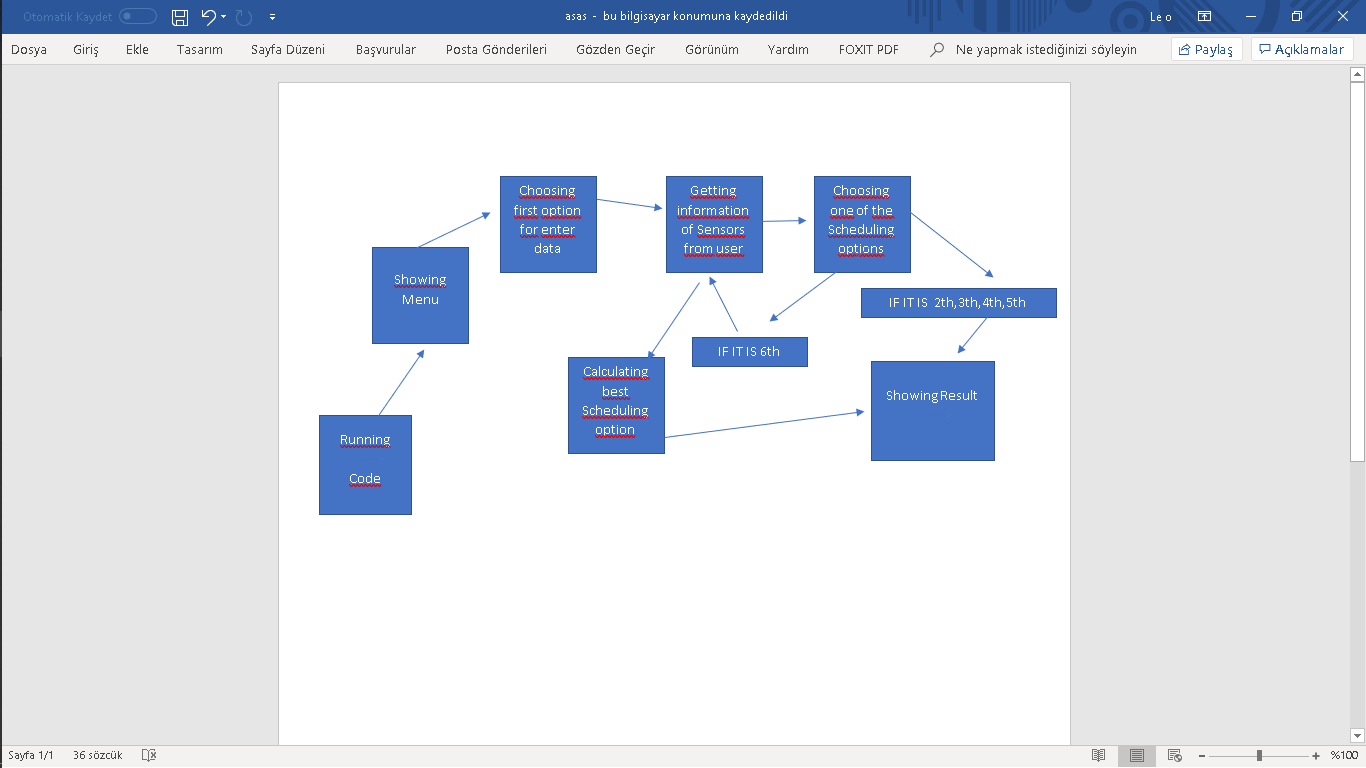 Otomatik Kaydet
asas - bu bilgisayar konumuna kaydedildi
Le o
Dosya Giriş Ekle Tasarım Sayfa Düzeni Başvurular Posta Gönderileri Gözden Geçir Görünüm Yardım FOXIT PDF Ne yapmak istediğinizi söyleyin Paylaş Açıklamalar
Choosing
first option
for enter
data
Getting
information
of Sensors
from user
Choosing
one of the
Scheduling
options
Showing
Menu
IF IT IS 2th,3th,4th,5th
IF IT IS 6th
Calculating
best
Scheduling
option
Showing Result
Running
Code
Sayfa 1/1 36 sözcük
%100